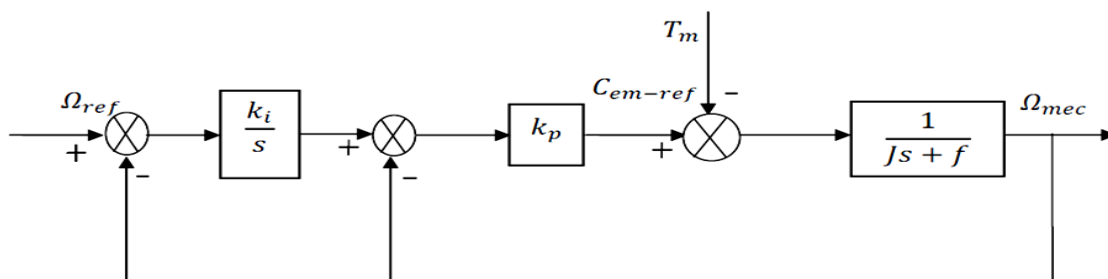 T_m
Ω_ref
k_i
s
k_p
C_em-ref
1
Js + f
Ω_mec
+
-
+
-
+
-